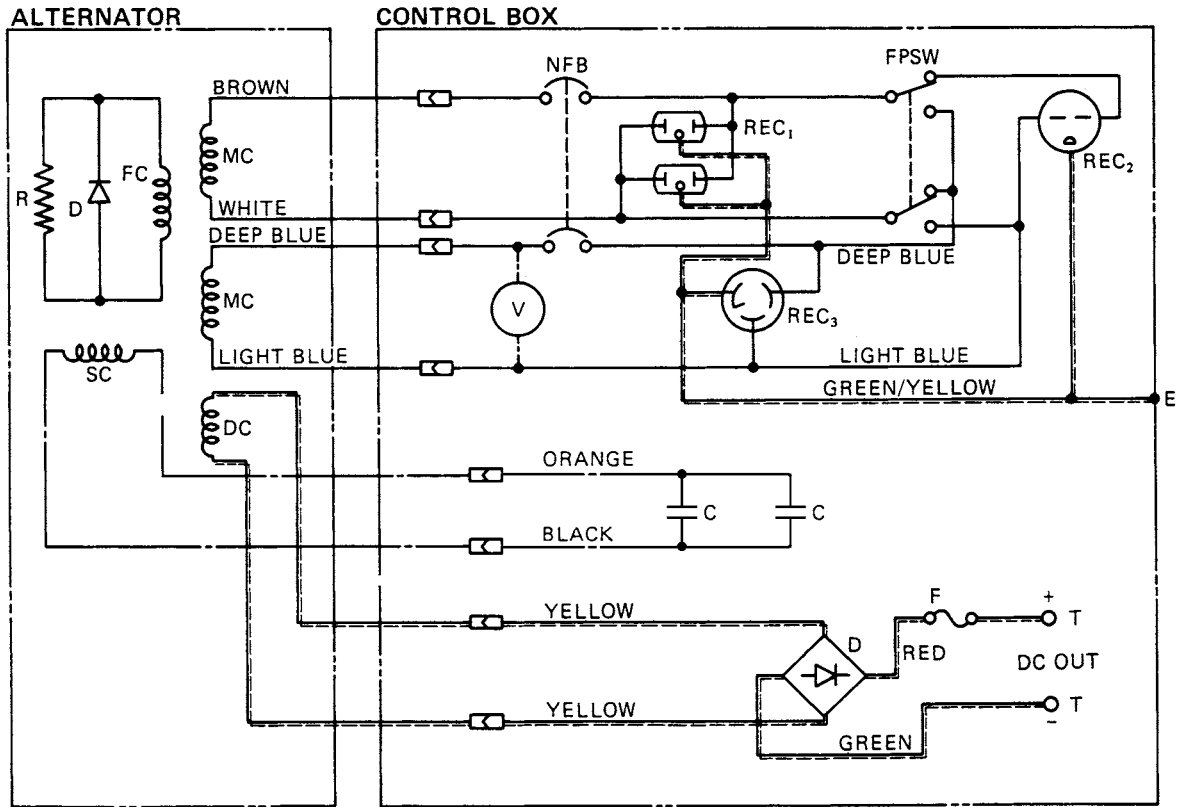 ALTERNATOR
CONTROL BOX
NFB
FPSW
BROWN
REC₁
MC
REC₂
R
D
FC
WHITE
DEEP BLUE
DEEP BLUE
MC
V
REC₃
LIGHT BLUE
LIGHT BLUE
SC
GREEN/YELLOW
E
DC
ORANGE
C
C
BLACK
YELLOW
F
+
T
D
RED
DC OUT
YELLOW
T
−
GREEN